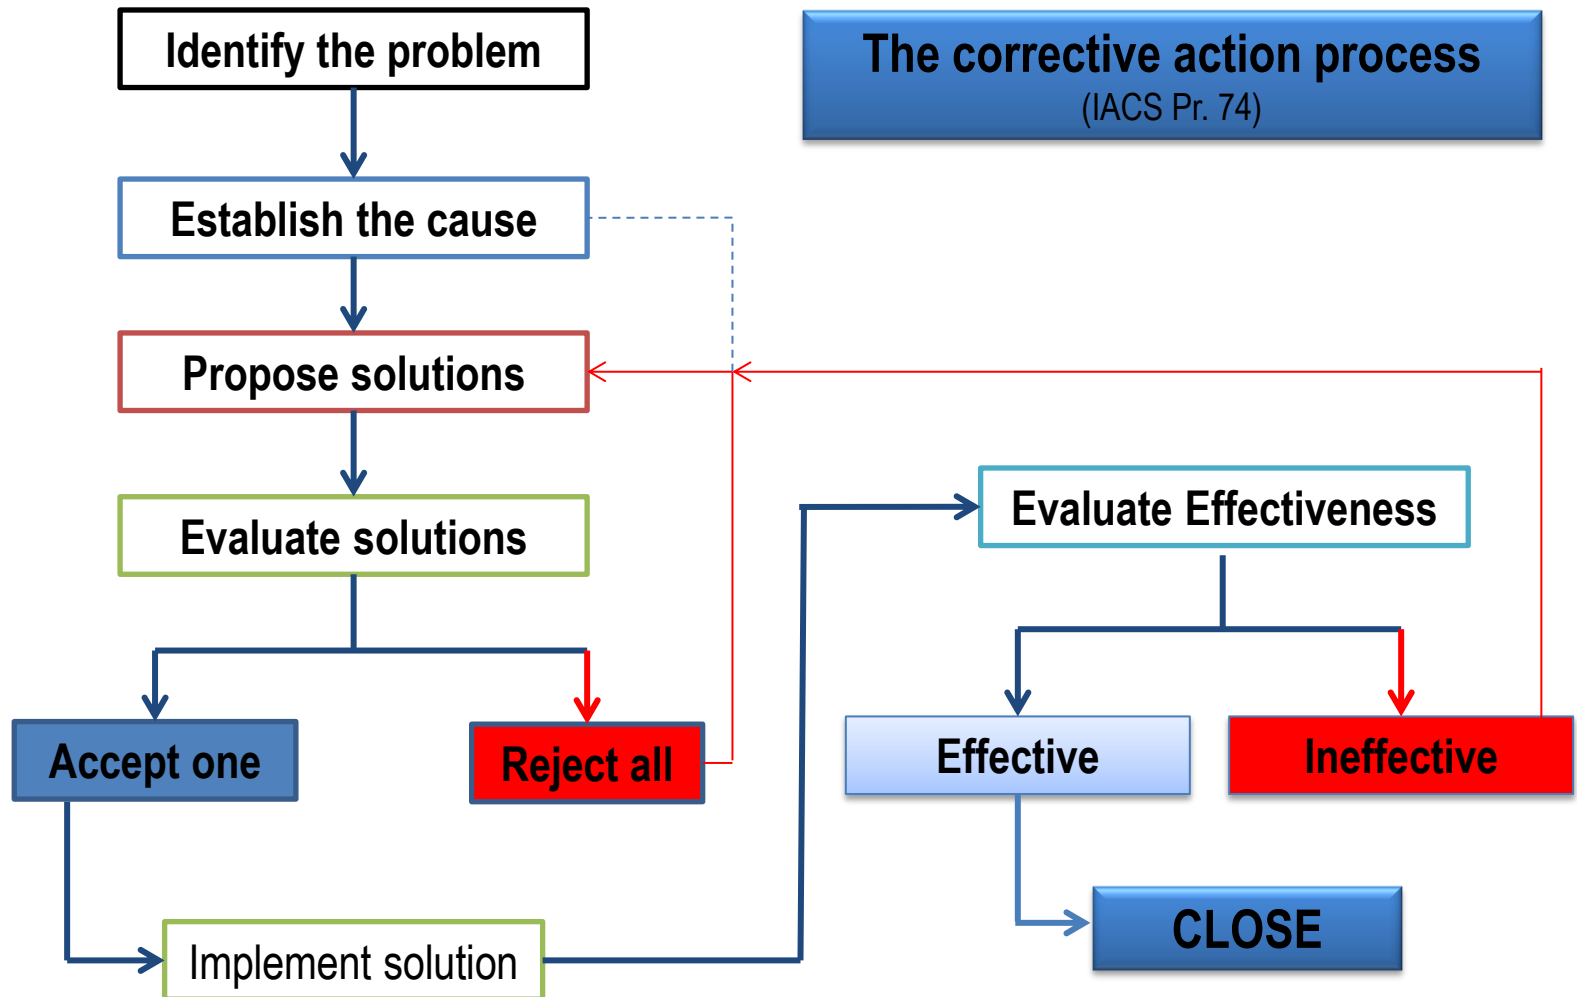 Identify the problem
The corrective action process
(IACS Pr. 74)
Establish the cause
Propose solutions
Evaluate solutions
Evaluate Effectiveness
Accept one
Reject all
Effective
Ineffective
Implement solution
CLOSE